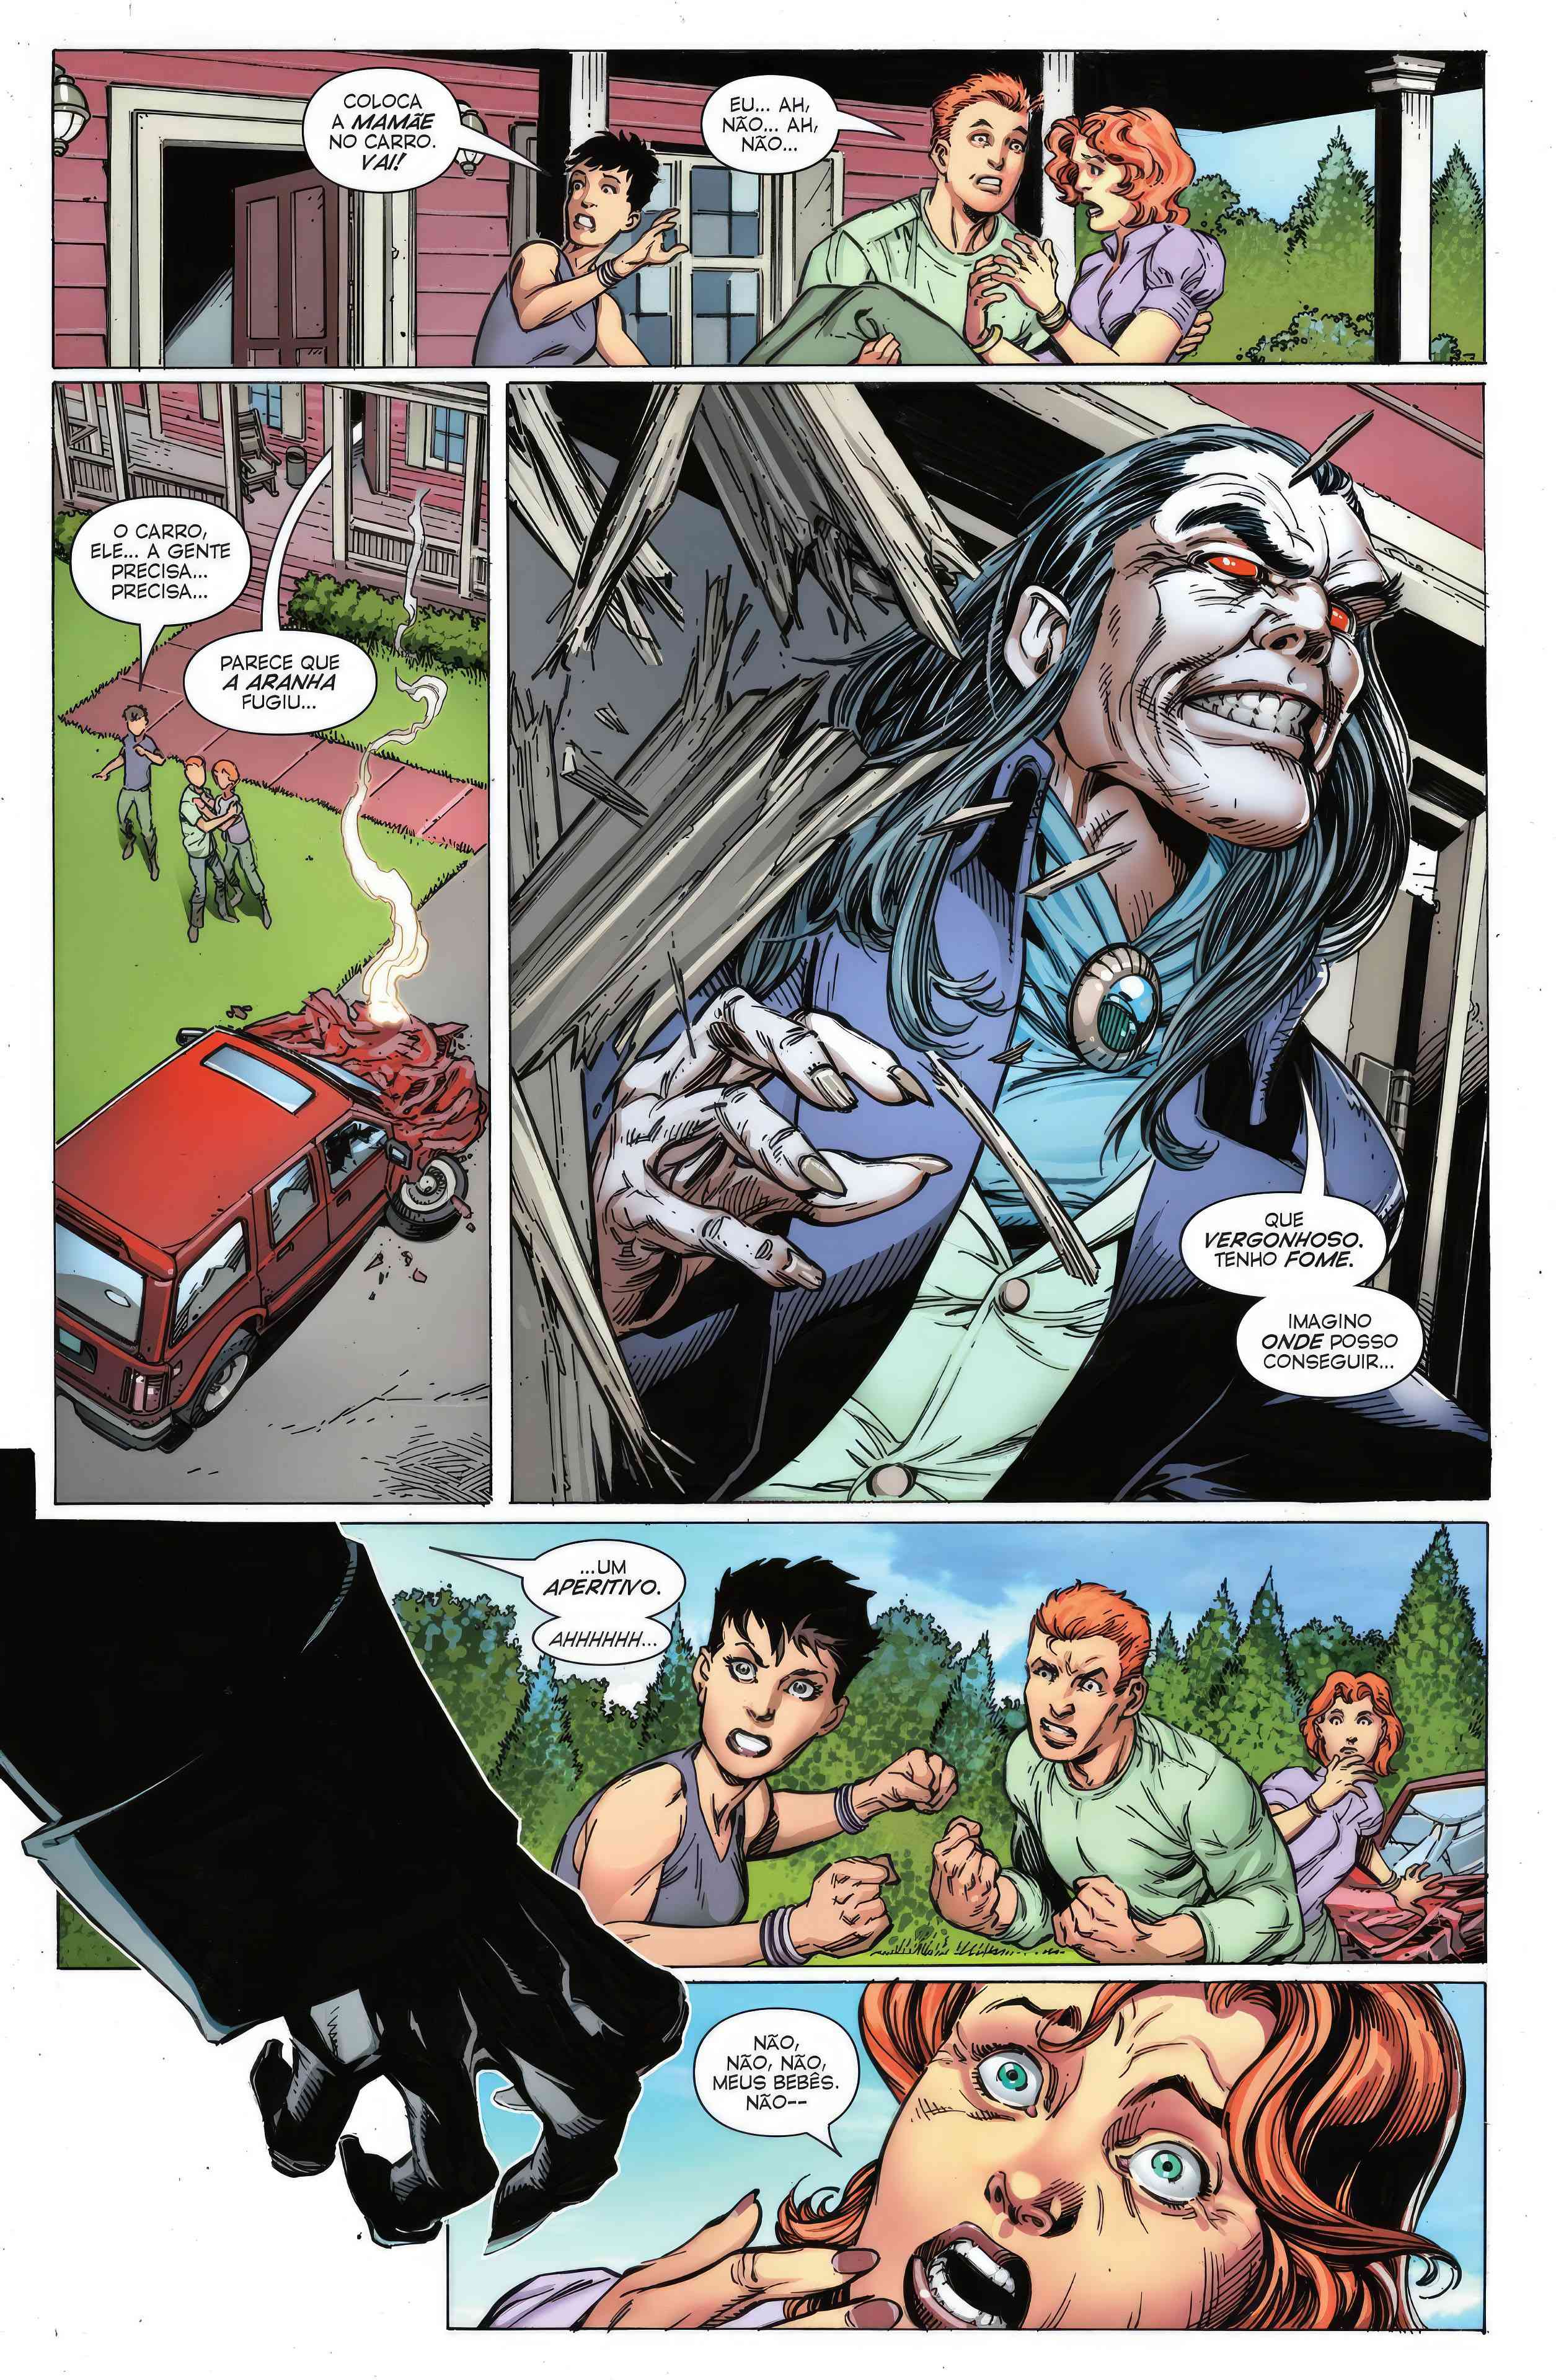 COLOCA
A MAMÃE
NO CARRO.
VAI!
EU... AH,
NÃO... AH,
NÃO...
O CARRO,
ELE... A GENTE
PRECISA...
PRECISA...
PARECE QUE
A ARANHA
FUGIU...
QUE
VERGONHOSO.
TENHO FOME.
IMAGINO
ONDE POSSO
CONSEGUIR...
...UM
APERITIVO.
AHHHHHH...
NÃO,
NÃO, NÃO,
MEUS BEBÊS.
NÃO--